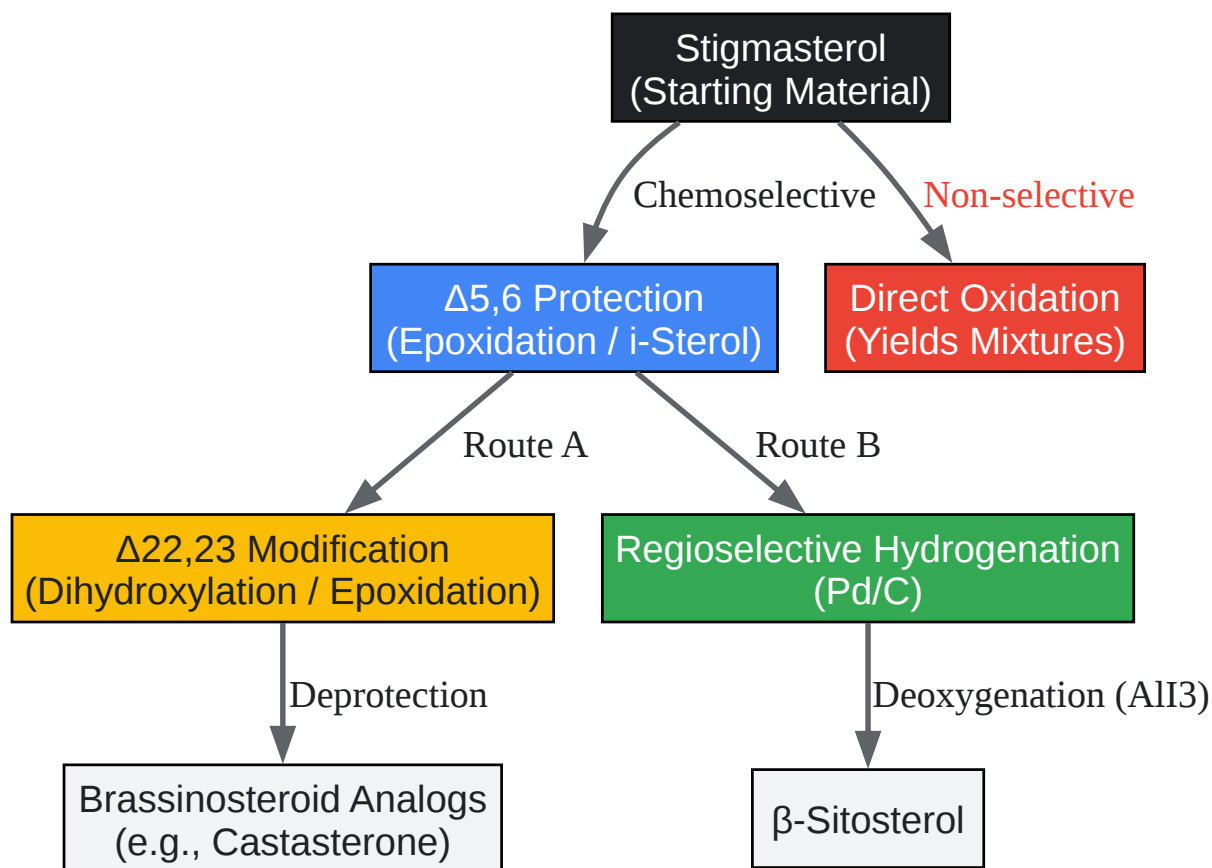 Stigmasterol
(Starting Material)
Chemoselective
Non-selective
Δ5,6 Protection
(Epoxidation / i-Sterol)
Direct Oxidation
(Yields Mixtures)
Route A
Route B
Δ22,23 Modification
(Dihydroxylation / Epoxidation)
Regioselective Hydrogenation
(Pd/C)
Deprotection
Deoxygenation (AlI3)
Brassinosteroid Analogs
(e.g., Castasterone)
β-Sitosterol